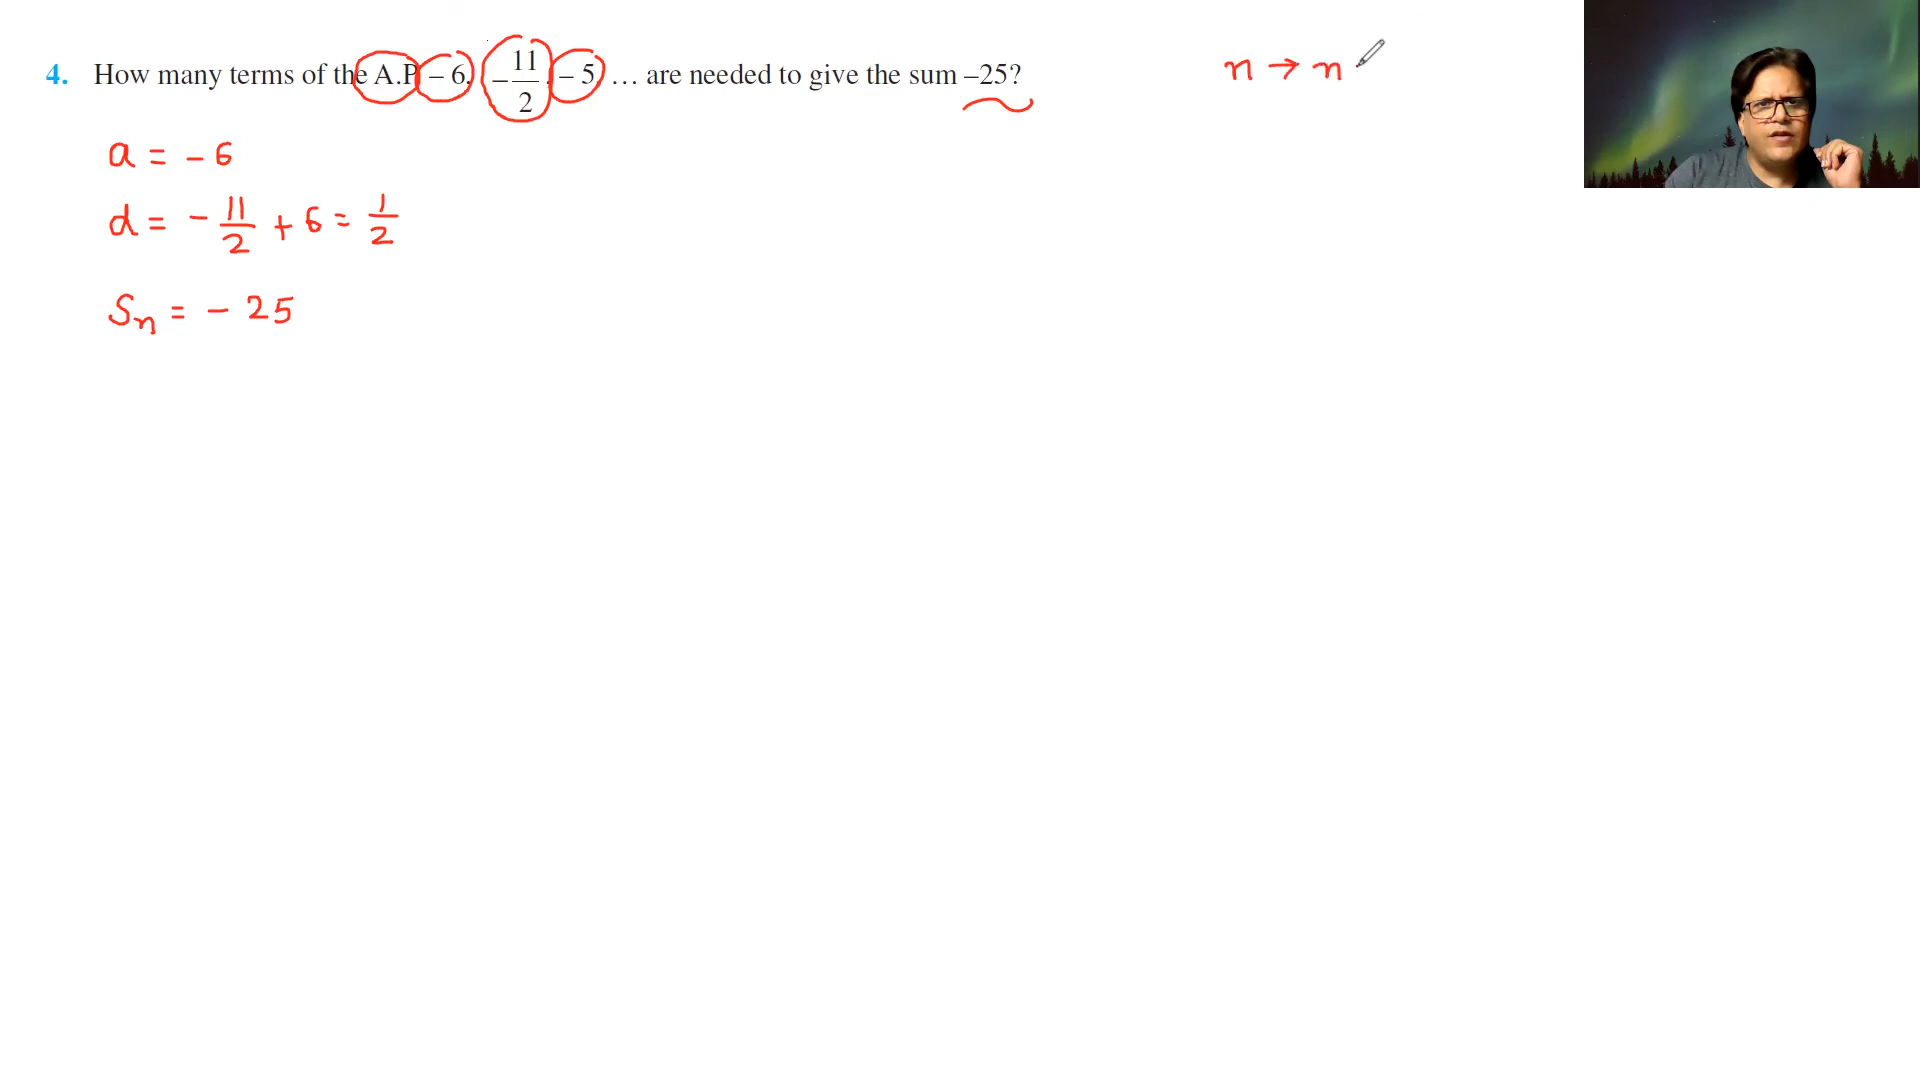 4. How many terms of the A.P. – 6, –11/2, – 5, … are needed to give the sum –25?
n → n
a = - 6
d = - 11/2 + 6 = 1/2
Sn = - 25